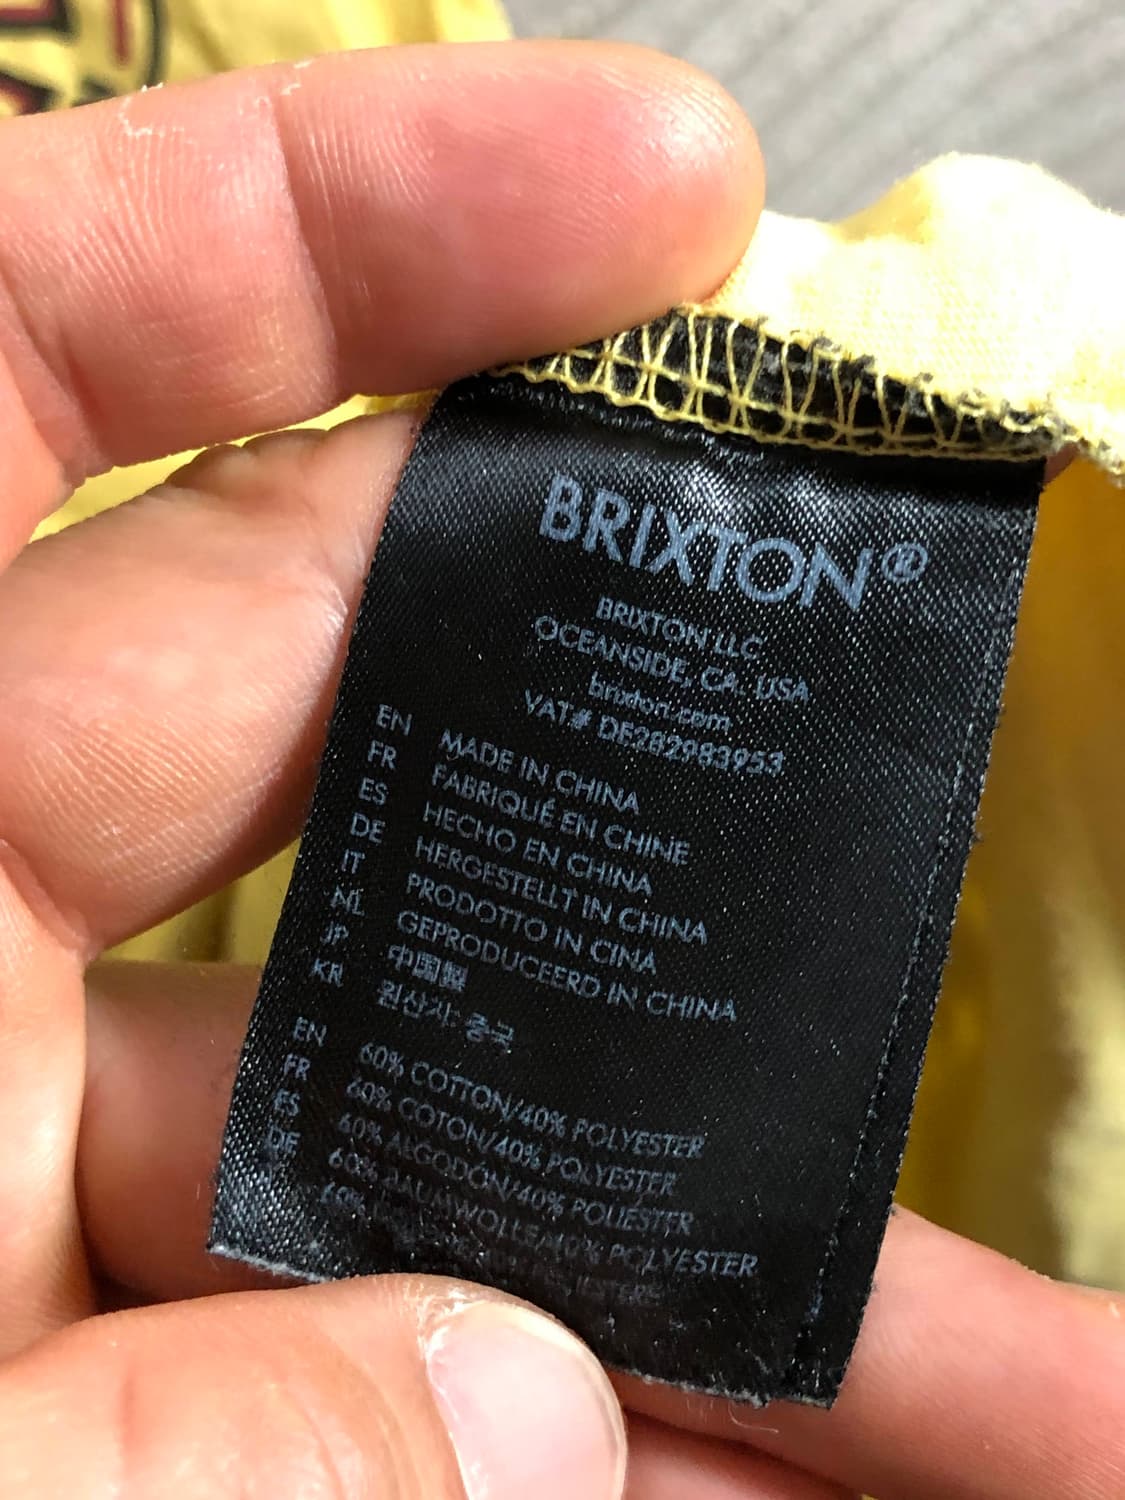 BRIXTON®
BRIXTON LLC
OCEANSIDE, CA. USA
brixton.com
VAT# DE282983953
EN MADE IN CHINA
FR FABRIQUÉ EN CHINE
ES HECHO EN CHINA
DE HERGESTELLT IN CHINA
IT PRODOTTO IN CINA
NL GEPRODUCEERD IN CHINA
JP 中国製
KR 원산지: 중국
EN 60% COTTON/40% POLYESTER
FR 60% COTON/40% POLYESTER
ES 60% ALGODÓN/40% POLIESTER
DE 60% BAUMWOLLE/40% POLYESTER
60%